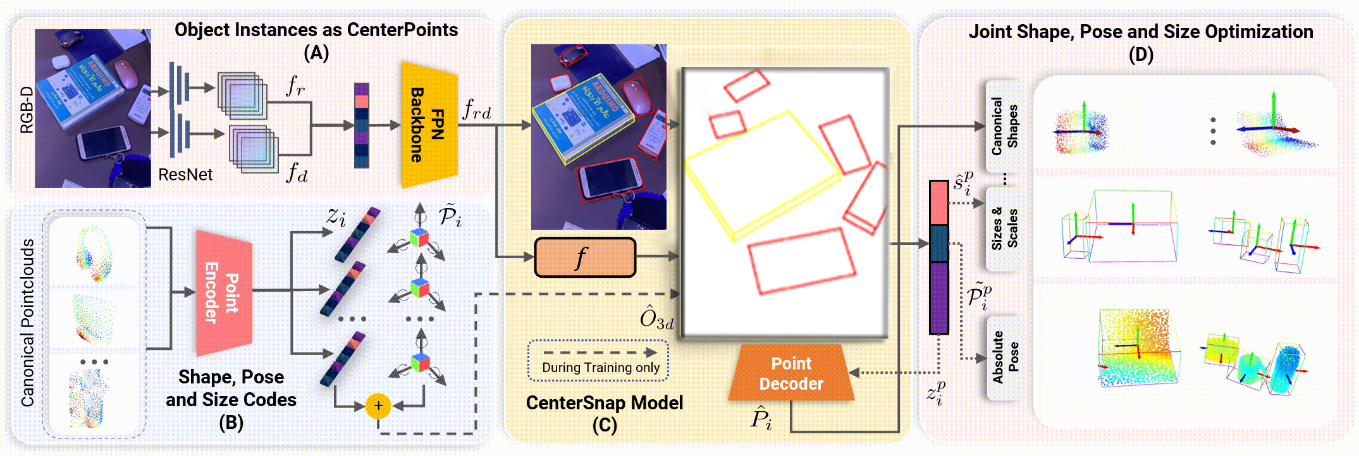 Object Instances as CenterPoints
(A)
RGB-D
ResNet
f_r
f_d
FPN
Backbone
f_{rd}
Canonical Pointclouds
Point
Encoder
z_i
\tilde{\mathcal{P}}_i
Shape, Pose
and Size Codes
(B)
+
ARDUINO
f
\hat{O}_{3d}
During Training only
CenterSnap Model
(C)
Point
Decoder
\hat{P}_i
Joint Shape, Pose and Size Optimization
(D)
\hat{s}_i^p
\tilde{\mathcal{P}}_i^p
z_i^p
Canonical
Shapes
Sizes &
Scales
Absolute
Pose